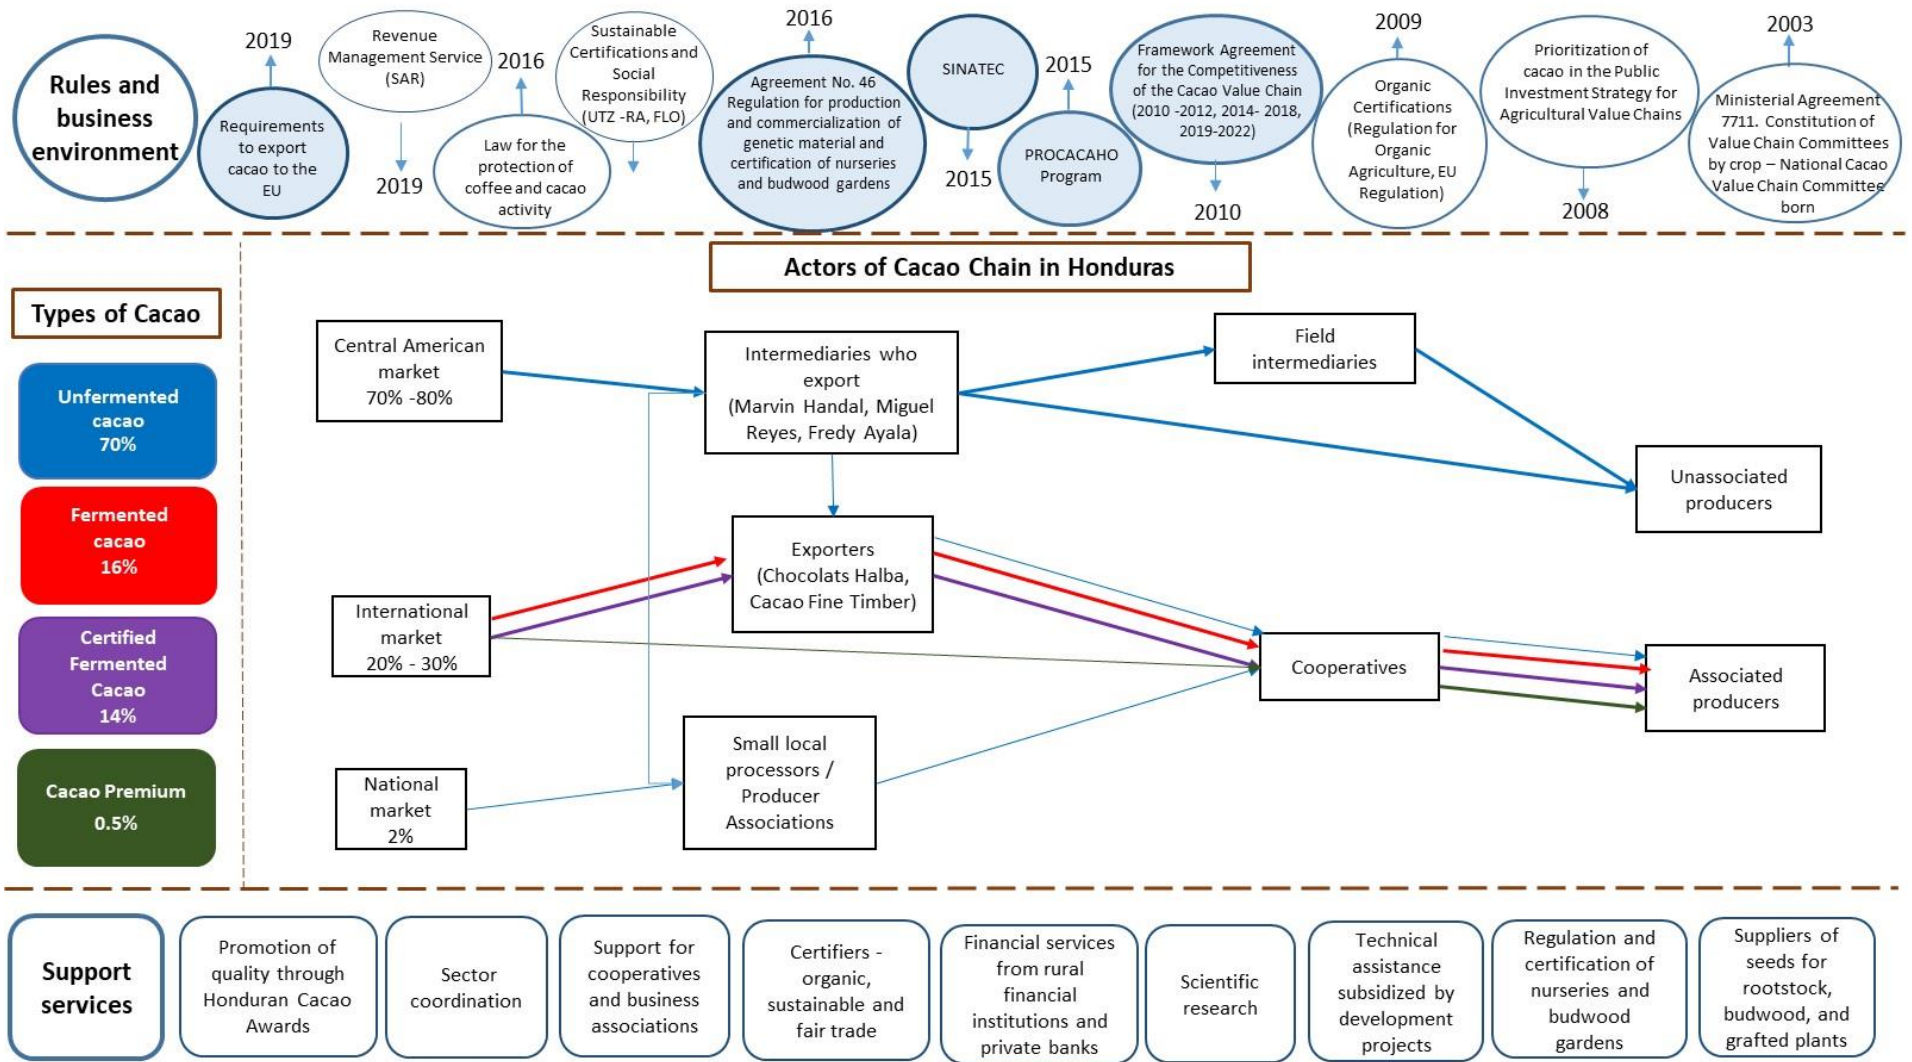 Rules and
business
environment
2019
Requirements
to export
cacao to the
EU
Revenue
Management Service
(SAR)
2019
2016
Law for the
protection of
coffee and cacao
activity
Sustainable
Certifications and
Social
Responsibility
(UTZ -RA, FLO)
2016
Agreement No. 46
Regulation for production
and commercialization of
genetic material and
certification of nurseries
and budwood gardens
SINATEC
2015
2015
PROCACAHO
Program
Framework Agreement
for the Competitiveness
of the Cacao Value Chain
(2010 -2012, 2014- 2018,
2019-2022)
2010
2009
Organic
Certifications
(Regulation for
Organic
Agriculture, EU
Regulation)
Prioritization of
cacao in the Public
Investment Strategy for
Agricultural Value Chains
2008
2003
Ministerial Agreement
7711. Constitution of
Value Chain Committees
by crop – National Cacao
Value Chain Committee
born
Actors of Cacao Chain in Honduras
Types of Cacao
Unfermented
cacao
70%
Fermented
cacao
16%
Certified
Fermented
Cacao
14%
Cacao Premium
0.5%
Central American
market
70% -80%
Intermediaries who
export
(Marvin Handal, Miguel
Reyes, Fredy Ayala)
Field
intermediaries
Unassociated
producers
International
market
20% - 30%
Exporters
(Chocolats Halba,
Cacao Fine Timber)
Cooperatives
Associated
producers
National
market
2%
Small local
processors /
Producer
Associations
Support
services
Promotion of
quality through
Honduran Cacao
Awards
Sector
coordination
Support for
cooperatives
and business
associations
Certifiers -
organic,
sustainable and
fair trade
Financial services
from rural
financial
institutions and
private banks
Scientific
research
Technical
assistance
subsidized by
development
projects
Regulation and
certification of
nurseries and
budwood
gardens
Suppliers of
seeds for
rootstock,
budwood, and
grafted plants